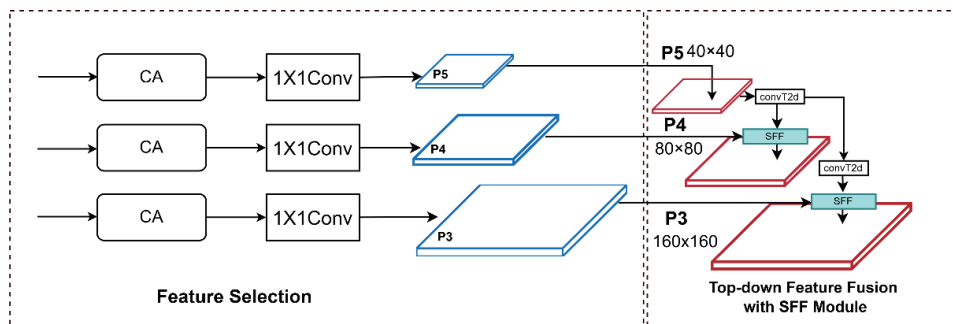 CA
1X1Conv
P5
P5 40×40
convT2d
CA
1X1Conv
P4
P4
80×80
SFF
convT2d
CA
1X1Conv
P3
P3
160x160
SFF
Feature Selection
Top-down Feature Fusion
with SFF Module